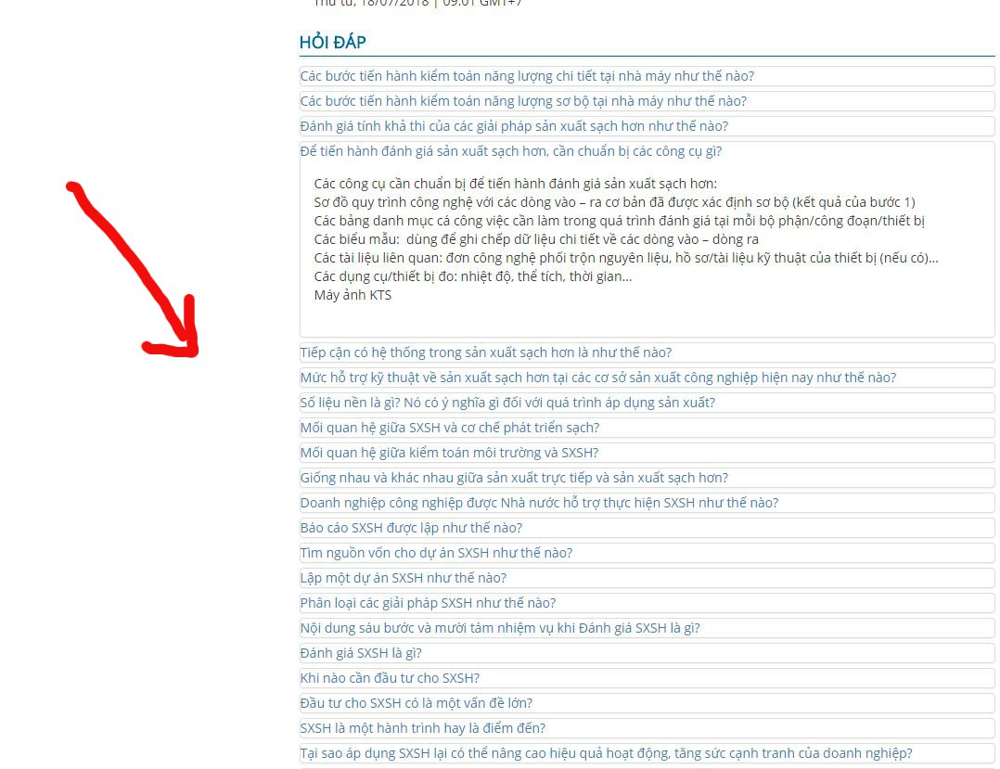 Thứ tư, 18/07/2018 | 09:01 GMT+7
HỎI ĐÁP
Các bước tiến hành kiểm toán năng lượng chi tiết tại nhà máy như thế nào?
Các bước tiến hành kiểm toán năng lượng sơ bộ tại nhà máy như thế nào?
Đánh giá tính khả thi của các giải pháp sản xuất sạch hơn như thế nào?
Để tiến hành đánh giá sản xuất sạch hơn, cần chuẩn bị các công cụ gì?
Các công cụ cần chuẩn bị để tiến hành đánh giá sản xuất sạch hơn:
Sơ đồ quy trình công nghệ với các dòng vào – ra cơ bản đã được xác định sơ bộ (kết quả của bước 1)
Các bảng danh mục cá công việc cần làm trong quá trình đánh giá tại mỗi bộ phận/công đoạn/thiết bị
Các biểu mẫu: dùng để ghi chép dữ liệu chi tiết về các dòng vào – dòng ra
Các tài liệu liên quan: đơn công nghệ phối trộn nguyên liệu, hồ sơ/tài liệu kỹ thuật của thiết bị (nếu có)...
Các dụng cụ/thiết bị đo: nhiệt độ, thể tích, thời gian...
Máy ảnh KTS
Tiếp cận có hệ thống trong sản xuất sạch hơn là như thế nào?
Mức hỗ trợ kỹ thuật về sản xuất sạch hơn tại các cơ sở sản xuất công nghiệp hiện nay như thế nào?
Số liệu nền là gì? Nó có ý nghĩa gì đối với quá trình áp dụng sản xuất?
Mối quan hệ giữa SXSH và cơ chế phát triển sạch?
Mối quan hệ giữa kiểm toán môi trường và SXSH?
Giống nhau và khác nhau giữa sản xuất trực tiếp và sản xuất sạch hơn?
Doanh nghiệp công nghiệp được Nhà nước hỗ trợ thực hiện SXSH như thế nào?
Báo cáo SXSH được lập như thế nào?
Tìm nguồn vốn cho dự án SXSH như thế nào?
Lập một dự án SXSH như thế nào?
Phân loại các giải pháp SXSH như thế nào?
Nội dung sáu bước và mười tám nhiệm vụ khi Đánh giá SXSH là gì?
Đánh giá SXSH là gì?
Khi nào cần đầu tư cho SXSH?
Đầu tư cho SXSH có là một vấn đề lớn?
SXSH là một hành trình hay là điểm đến?
Tại sao áp dụng SXSH lại có thể nâng cao hiệu quả hoạt động, tăng sức cạnh tranh của doanh nghiệp?